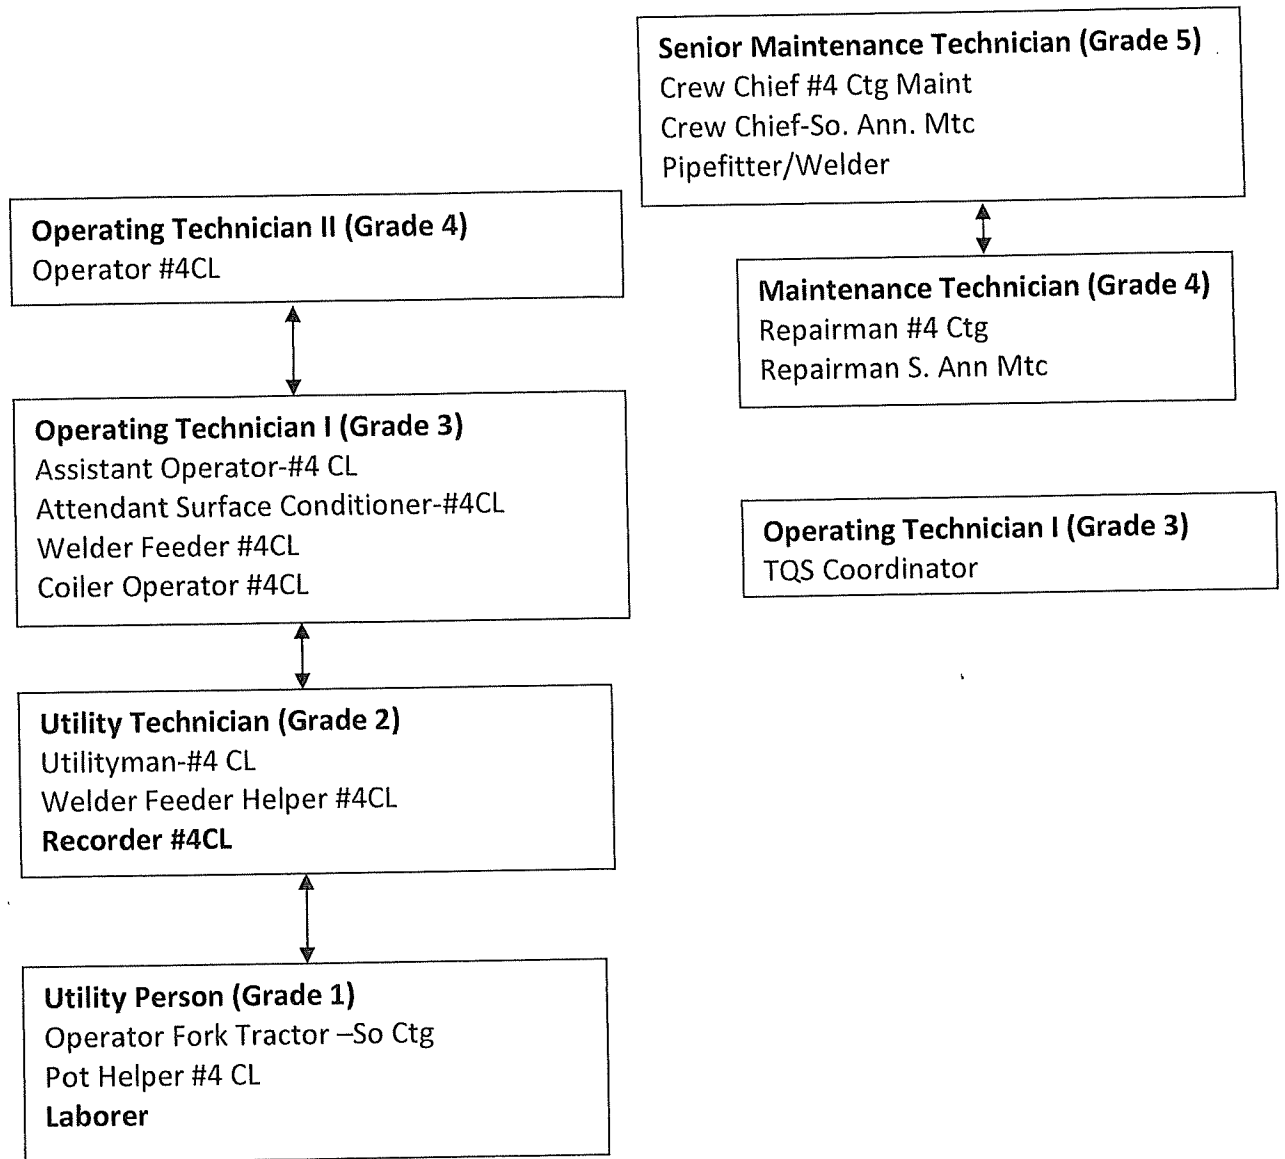 Senior Maintenance Technician (Grade 5)
Crew Chief #4 Ctg Maint
Crew Chief-So. Ann. Mtc
Pipefitter/Welder
Operating Technician II (Grade 4)
Operator #4CL
Maintenance Technician (Grade 4)
Repairman #4 Ctg
Repairman S. Ann Mtc
Operating Technician I (Grade 3)
Assistant Operator-#4 CL
Attendant Surface Conditioner-#4CL
Welder Feeder #4CL
Coiler Operator #4CL
Operating Technician I (Grade 3)
TQS Coordinator
Utility Technician (Grade 2)
Utilityman-#4 CL
Welder Feeder Helper #4CL
Recorder #4CL
Utility Person (Grade 1)
Operator Fork Tractor –So Ctg
Pot Helper #4 CL
Laborer